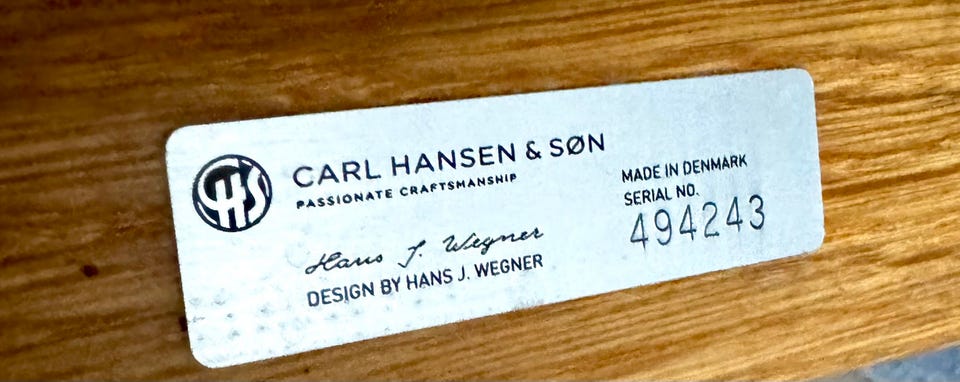 CHS
CARL HANSEN & SØN
PASSIONATE CRAFTSMANSHIP
Hans J. Wegner
DESIGN BY HANS J. WEGNER
MADE IN DENMARK
SERIAL NO.
494243